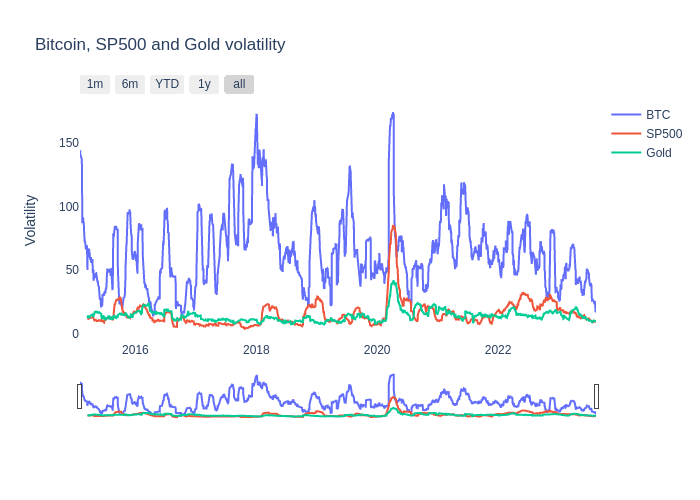 Bitcoin, SP500 and Gold volatility
1m 6m YTD 1y all
BTC
SP500
Gold
Volatility
150
100
50
0
2016 2018 2020 2022